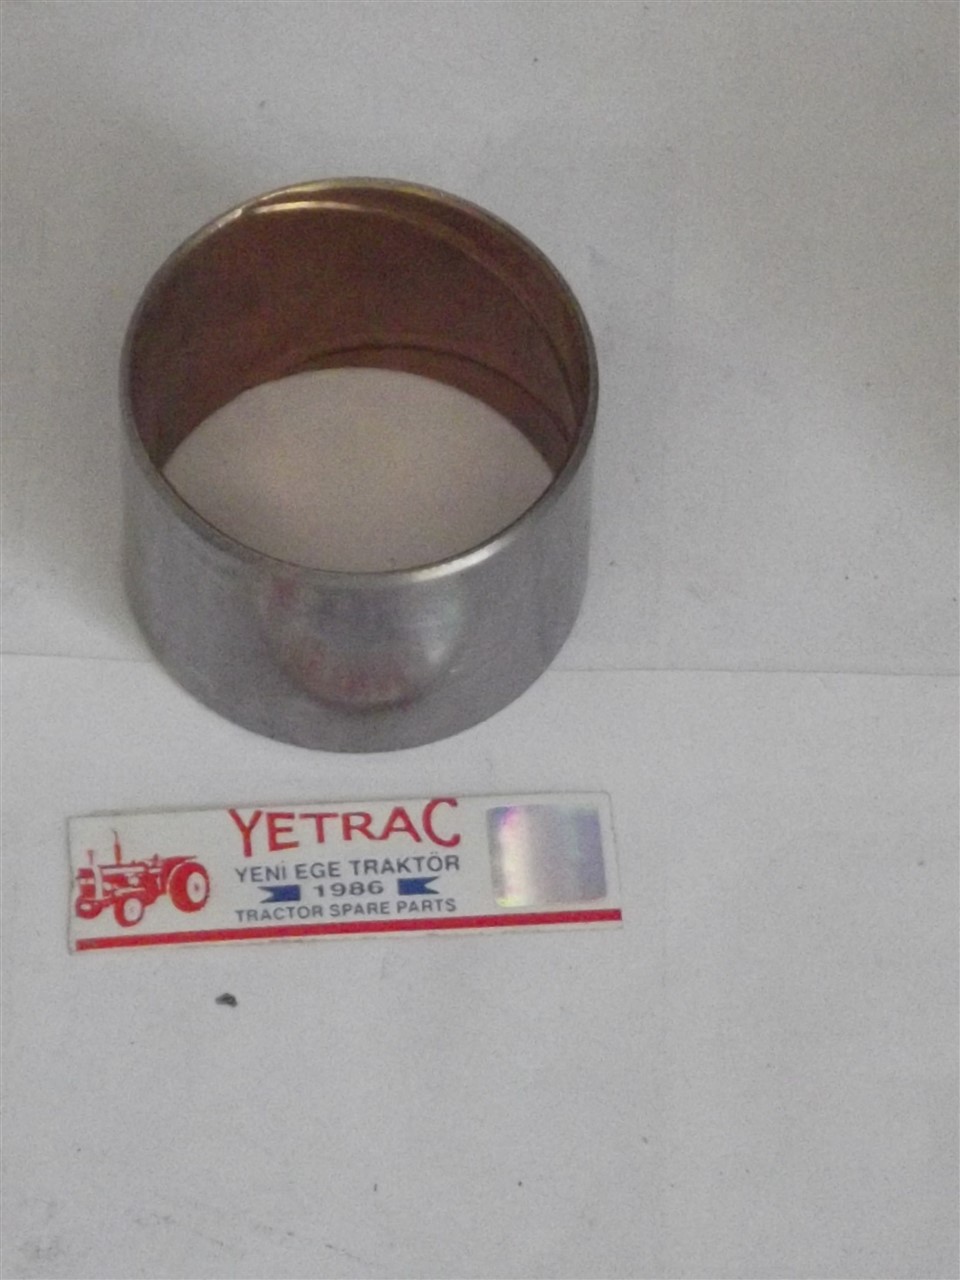 YETRAC
YENİ EGE TRAKTÖR
1986
TRACTOR SPARE PARTS